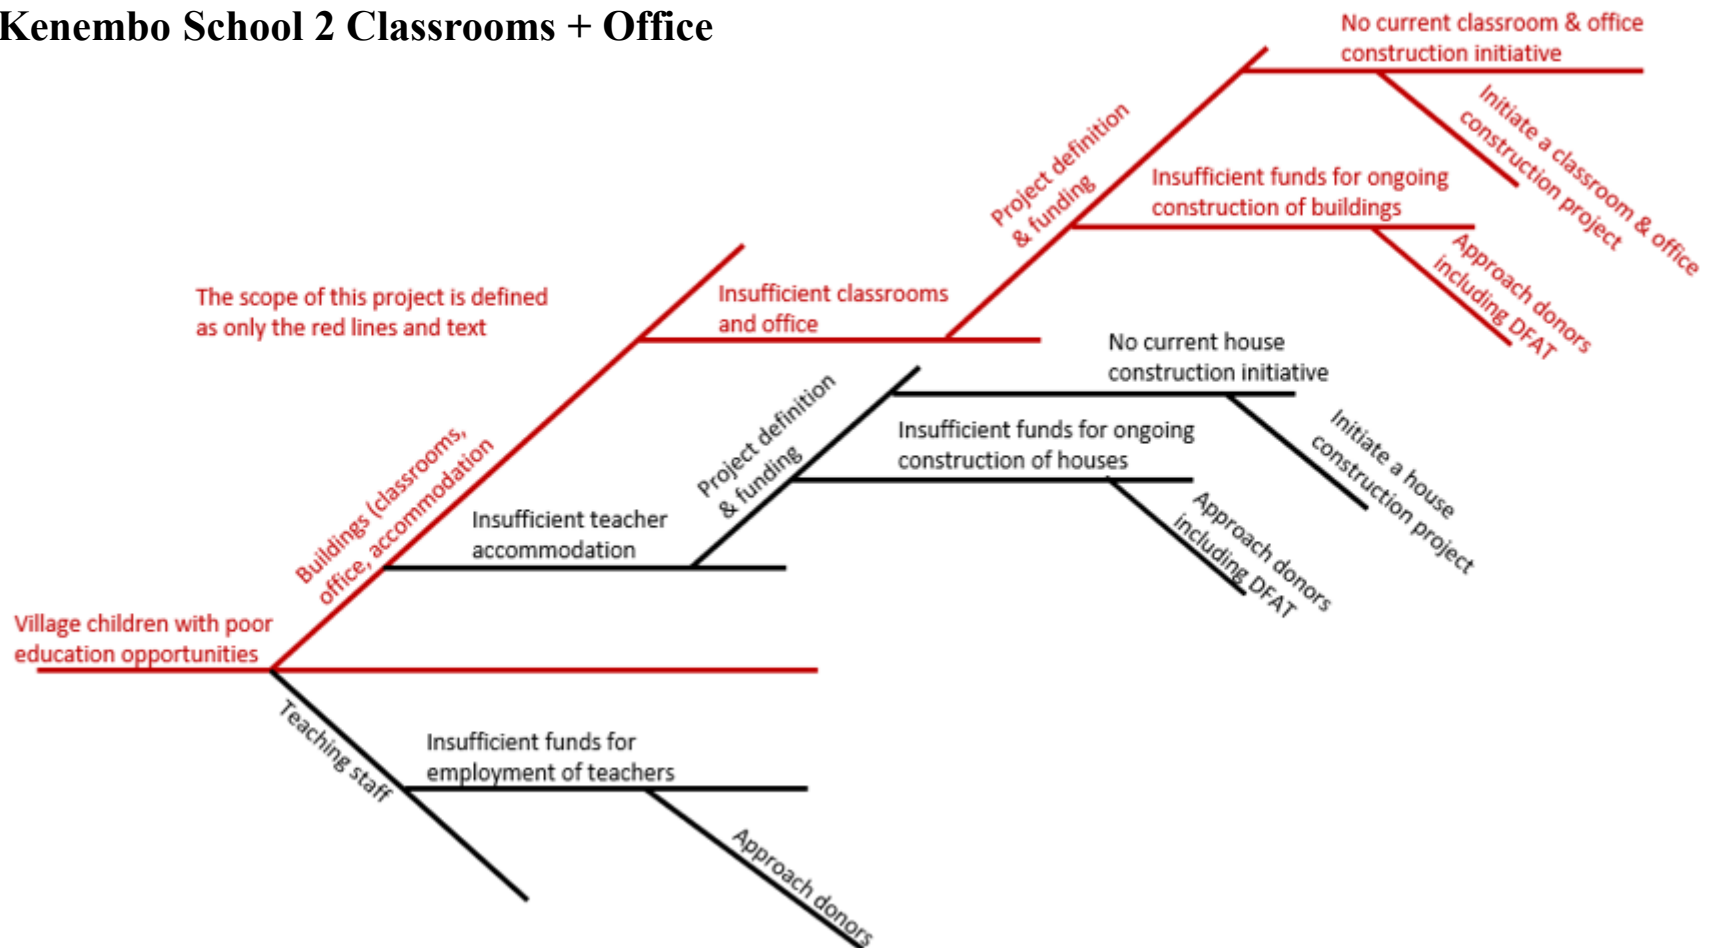 Kenembo School 2 Classrooms + Office
No current classroom & office
construction initiative
Initiate a classroom & office
construction project
Project definition
& funding
Insufficient funds for ongoing
construction of buildings
Approach donors
including DFAT
The scope of this project is defined
as only the red lines and text
Insufficient classrooms
and office
No current house
construction initiative
Initiate a house
construction project
Project definition
& funding
Insufficient funds for ongoing
construction of houses
Approach donors
including DFAT
Buildings (classrooms,
office, accommodation
Insufficient teacher
accommodation
Village children with poor
education opportunities
Teaching staff
Insufficient funds for
employment of teachers
Approach donors